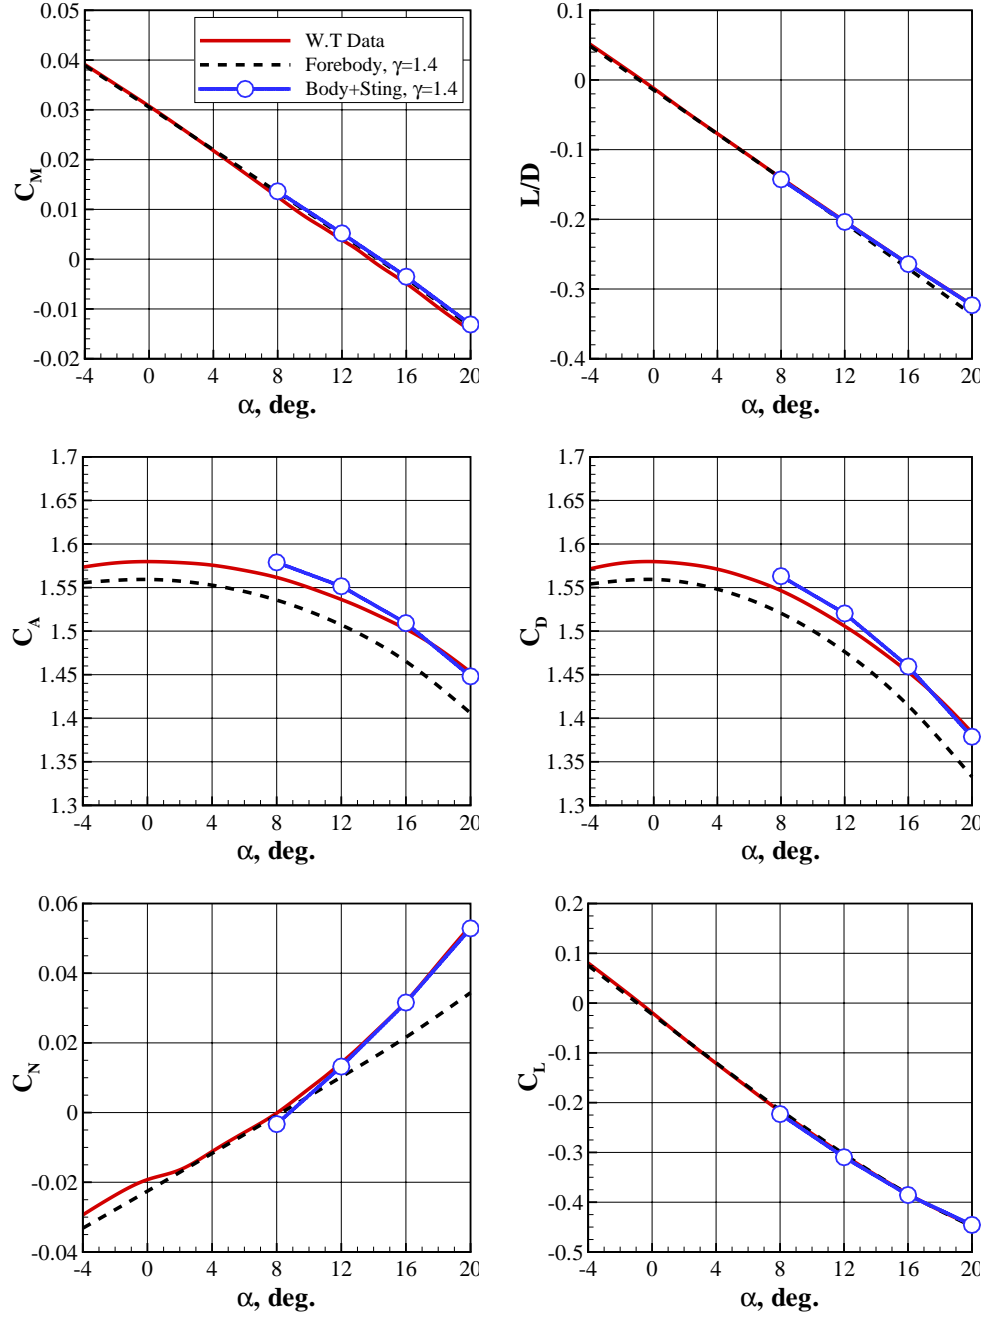 0.05
0.04
0.03
0.02
0.01
0
-0.01
-0.02
C_M
W.T Data
Forebody, γ=1.4
Body+Sting, γ=1.4
-4 0 4 8 12 16 20
α, deg.
0.1
0
-0.1
-0.2
-0.3
-0.4
L/D
-4 0 4 8 12 16 20
α, deg.
1.7
1.65
1.6
1.55
1.5
1.45
1.4
1.35
1.3
C_A
-4 0 4 8 12 16 20
α, deg.
1.7
1.65
1.6
1.55
1.5
1.45
1.4
1.35
1.3
C_D
-4 0 4 8 12 16 20
α, deg.
0.06
0.04
0.02
0
-0.02
-0.04
C_N
-4 0 4 8 12 16 20
α, deg.
0.2
0.1
0
-0.1
-0.2
-0.3
-0.4
-0.5
C_L
-4 0 4 8 12 16 20
α, deg.